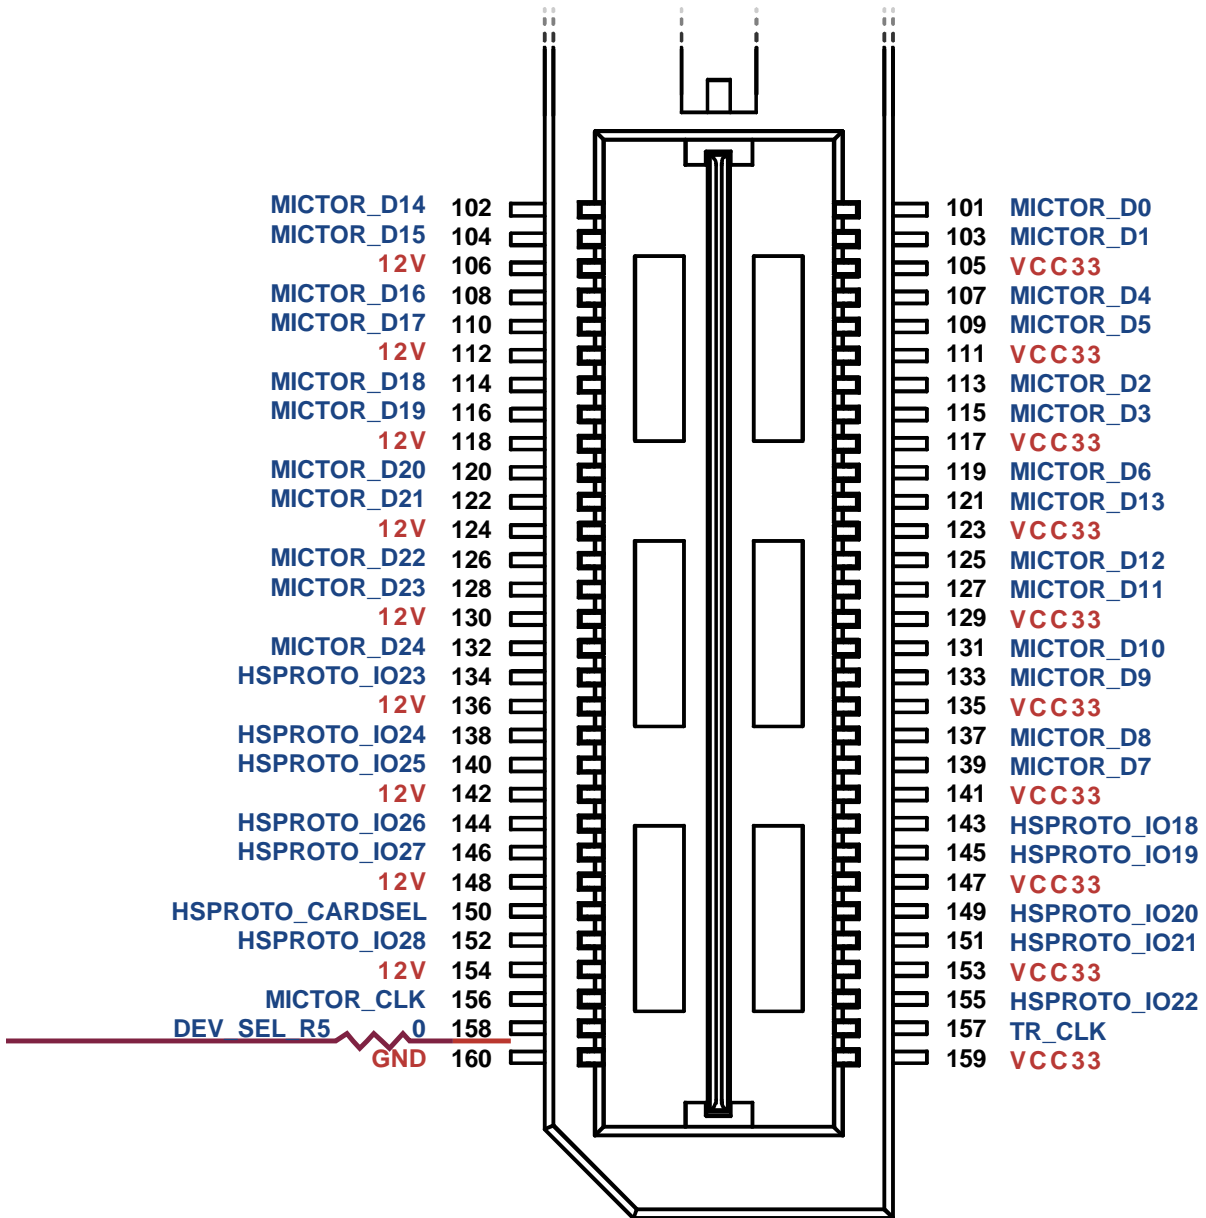 MICTOR_D14 102 101 MICTOR_D0
MICTOR_D15 104 103 MICTOR_D1
12V 106 105 VCC33
MICTOR_D16 108 107 MICTOR_D4
MICTOR_D17 110 109 MICTOR_D5
12V 112 111 VCC33
MICTOR_D18 114 113 MICTOR_D2
MICTOR_D19 116 115 MICTOR_D3
12V 118 117 VCC33
MICTOR_D20 120 119 MICTOR_D6
MICTOR_D21 122 121 MICTOR_D13
12V 124 123 VCC33
MICTOR_D22 126 125 MICTOR_D12
MICTOR_D23 128 127 MICTOR_D11
12V 130 129 VCC33
MICTOR_D24 132 131 MICTOR_D10
HSPROTO_IO23 134 133 MICTOR_D9
12V 136 135 VCC33
HSPROTO_IO24 138 137 MICTOR_D8
HSPROTO_IO25 140 139 MICTOR_D7
12V 142 141 VCC33
HSPROTO_IO26 144 143 HSPROTO_IO18
HSPROTO_IO27 146 145 HSPROTO_IO19
12V 148 147 VCC33
HSPROTO_CARDSEL 150 149 HSPROTO_IO20
HSPROTO_IO28 152 151 HSPROTO_IO21
12V 154 153 VCC33
MICTOR_CLK 156 155 HSPROTO_IO22
DEV_SEL_R5 0 158 157 TR_CLK
GND 160 159 VCC33